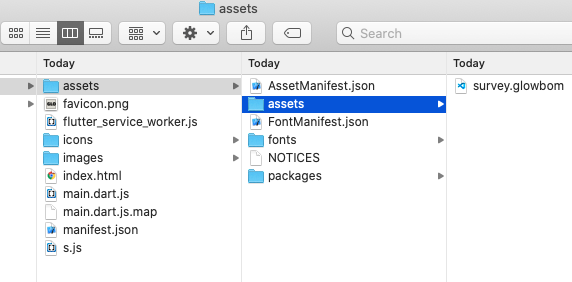 assets
Search
Today
assets
favicon.png
flutter_service_worker.js
icons
images
index.html
main.dart.js
main.dart.js.map
manifest.json
s.js
Today
AssetManifest.json
assets
FontManifest.json
fonts
NOTICES
packages
Today
survey.glowbom